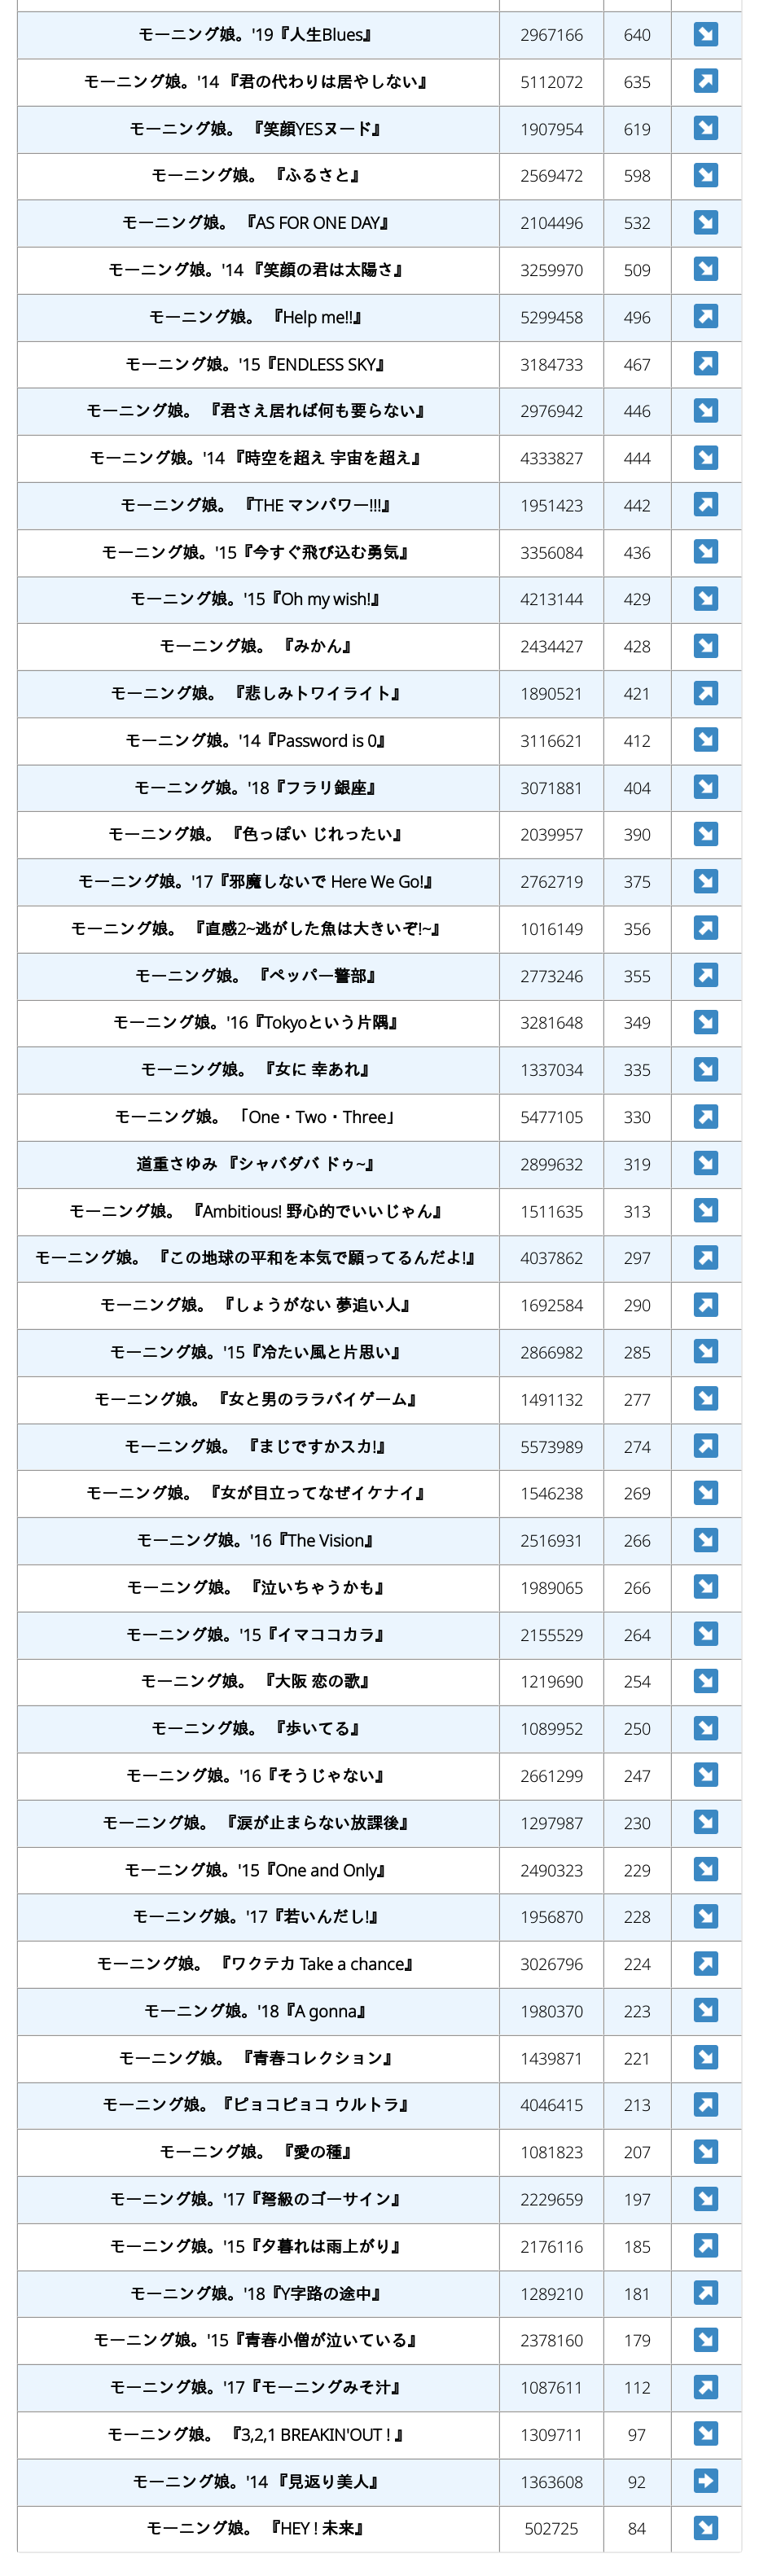 モーニング娘。'19『人生Blues』 2967166 640
モーニング娘。'14 『君の代わりは居やしない』 5112072 635
モーニング娘。 『笑顔YESヌード』 1907954 619
モーニング娘。 『ふるさと』 2569472 598
モーニング娘。 『AS FOR ONE DAY』 2104496 532
モーニング娘。'14 『笑顔の君は太陽さ』 3259970 509
モーニング娘。 『Help me!!』 5299458 496
モーニング娘。'15『ENDLESS SKY』 3184733 467
モーニング娘。 『君さえ居れば何も要らない』 2976942 446
モーニング娘。'14 『時空を超え 宇宙を超え』 4333827 444
モーニング娘。 『THE マンパワー!!!』 1951423 442
モーニング娘。'15『今すぐ飛び込む勇気』 3356084 436
モーニング娘。'15『Oh my wish!』 4213144 429
モーニング娘。 『みかん』 2434427 428
モーニング娘。 『悲しみトワイライト』 1890521 421
モーニング娘。'14『Password is 0』 3116621 412
モーニング娘。'18『フラリ銀座』 3071881 404
モーニング娘。 『色っぽい じれったい』 2039957 390
モーニング娘。'17『邪魔しないで Here We Go!』 2762719 375
モーニング娘。 『直感2~逃がした魚は大きいぞ!~』 1016149 356
モーニング娘。 『ペッパー警部』 2773246 355
モーニング娘。'16『Tokyoという片隅』 3281648 349
モーニング娘。 『女に 幸あれ』 1337034 335
モーニング娘。 「One・Two・Three」 5477105 330
道重さゆみ 『シャバダバ ドゥ~』 2899632 319
モーニング娘。 『Ambitious! 野心的でいいじゃん』 1511635 313
モーニング娘。 『この地球の平和を本気で願ってるんだよ!』 4037862 297
モーニング娘。 『しょうがない 夢追い人』 1692584 290
モーニング娘。'15『冷たい風と片思い』 2866982 285
モーニング娘。 『女と男のララバイゲーム』 1491132 277
モーニング娘。 『まじですかスカ!』 5573989 274
モーニング娘。 『女が目立ってなぜイケナイ』 1546238 269
モーニング娘。'16『The Vision』 2516931 266
モーニング娘。 『泣いちゃうかも』 1989065 266
モーニング娘。'15『イマココカラ』 2155529 264
モーニング娘。 『大阪 恋の歌』 1219690 254
モーニング娘。 『歩いてる』 1089952 250
モーニング娘。'16『そうじゃない』 2661299 247
モーニング娘。 『涙が止まらない放課後』 1297987 230
モーニング娘。'15『One and Only』 2490323 229
モーニング娘。'17『若いんだし!』 1956870 228
モーニング娘。 『ワクテカ Take a chance』 3026796 224
モーニング娘。'18『A gonna』 1980370 223
モーニング娘。 『青春コレクション』 1439871 221
モーニング娘。『ピョコピョコ ウルトラ』 4046415 213
モーニング娘。 『愛の種』 1081823 207
モーニング娘。'17『弩級のゴーサイン』 2229659 197
モーニング娘。'15『夕暮れは雨上がり』 2176116 185
モーニング娘。'18『Y字路の途中』 1289210 181
モーニング娘。'15『青春小僧が泣いている』 2378160 179
モーニング娘。'17『モーニングみそ汁』 1087611 112
モーニング娘。 『3,2,1 BREAKIN'OUT ! 』 1309711 97
モーニング娘。'14 『見返り美人』 1363608 92
モーニング娘。 『HEY ! 未来』 502725 84